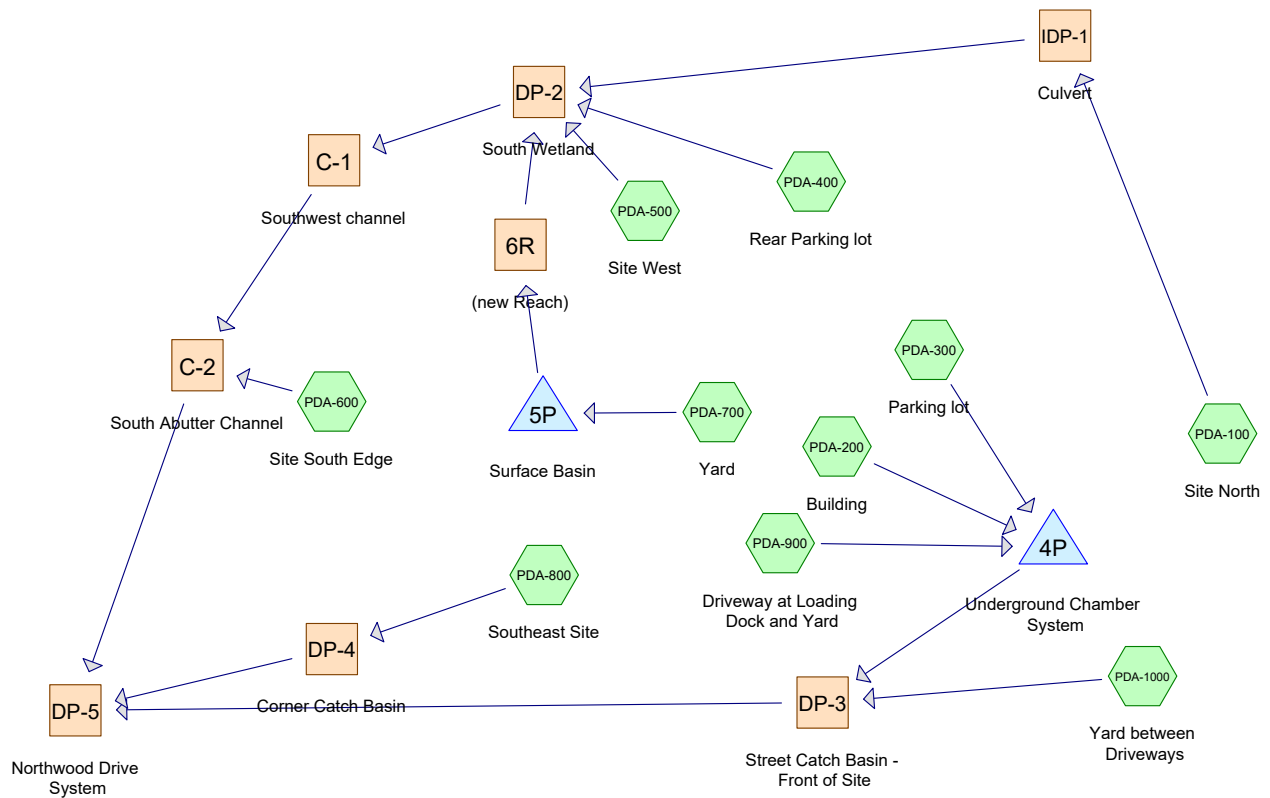 IDP-1
Culvert
DP-2
South Wetland
C-1
Southwest channel
PDA-400
Rear Parking lot
PDA-500
Site West
6R
(new Reach)
PDA-300
Parking lot
C-2
South Abutter Channel
PDA-600
Site South Edge
5P
Surface Basin
PDA-700
Yard
PDA-200
Building
PDA-100
Site North
PDA-900
Driveway at Loading
Dock and Yard
4P
Underground Chamber
System
PDA-800
Southeast Site
DP-4
Corner Catch Basin
DP-5
Northwood Drive
System
DP-3
Street Catch Basin -
Front of Site
PDA-1000
Yard between
Driveways